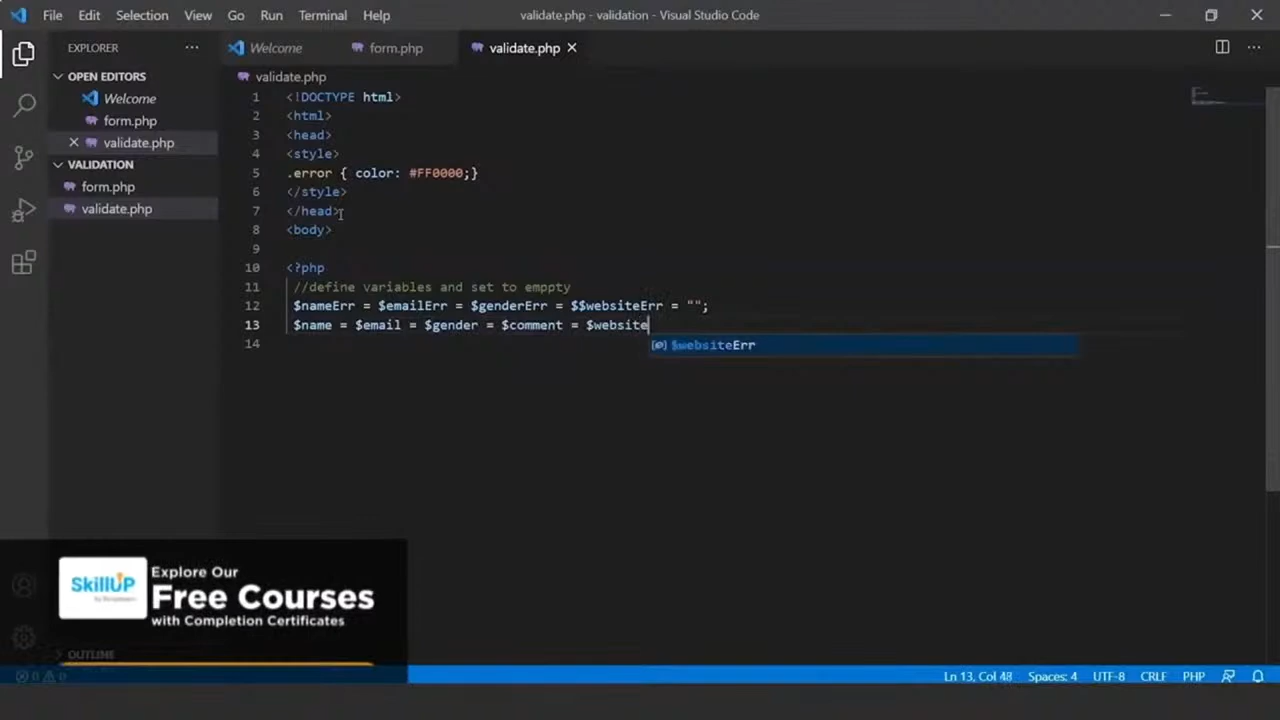 File Edit Selection View Go Run Terminal Help validate.php - validation - Visual Studio Code
EXPLORER ... Welcome form.php validate.php
OPEN EDITORS
Welcome
form.php
validate.php
VALIDATION
form.php
validate.php
validate.php
1 <!DOCTYPE html>
2 <html>
3 <head>
4 <style>
5 .error { color: #FF0000;}
6 </style>
7 </head>
8 <body>
9
10 <?php
11 //define variables and set to emppty
12 $nameErr = $emailErr = $genderErr = $$websiteErr = "";
13 $name = $email = $gender = $comment = $website
14
$websiteErr
SkillUP
Explore Our
Free Courses
with Completion Certificates
OUTLINE
0 0 Ln 13, Col 48 Spaces: 4 UTF-8 CRLF PHP